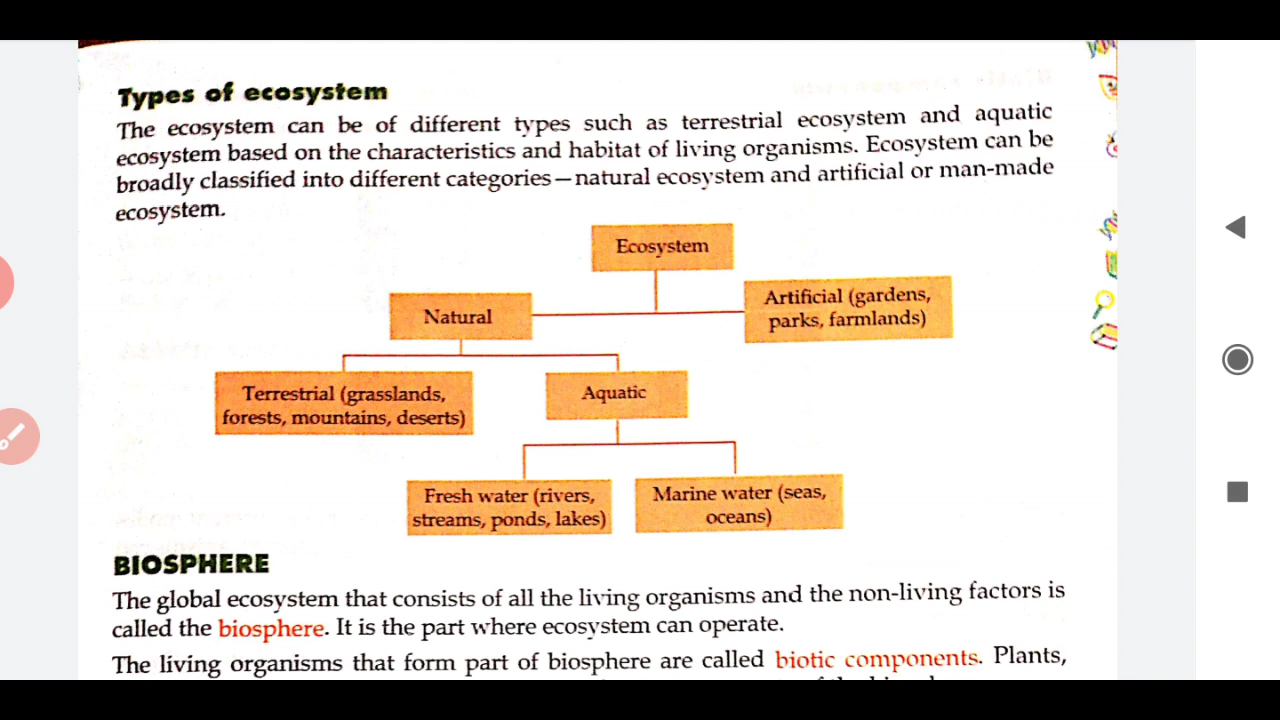 Types of ecosystem
The ecosystem can be of different types such as terrestrial ecosystem and aquatic
ecosystem based on the characteristics and habitat of living organisms. Ecosystem can be
broadly classified into different categories—natural ecosystem and artificial or man-made
ecosystem.
Ecosystem
Natural
Artificial (gardens,
parks, farmlands)
Terrestrial (grasslands,
forests, mountains, deserts)
Aquatic
Fresh water (rivers,
streams, ponds, lakes)
Marine water (seas,
oceans)
BIOSPHERE
The global ecosystem that consists of all the living organisms and the non-living factors is
called the biosphere. It is the part where ecosystem can operate.
The living organisms that form part of biosphere are called biotic components. Plants,